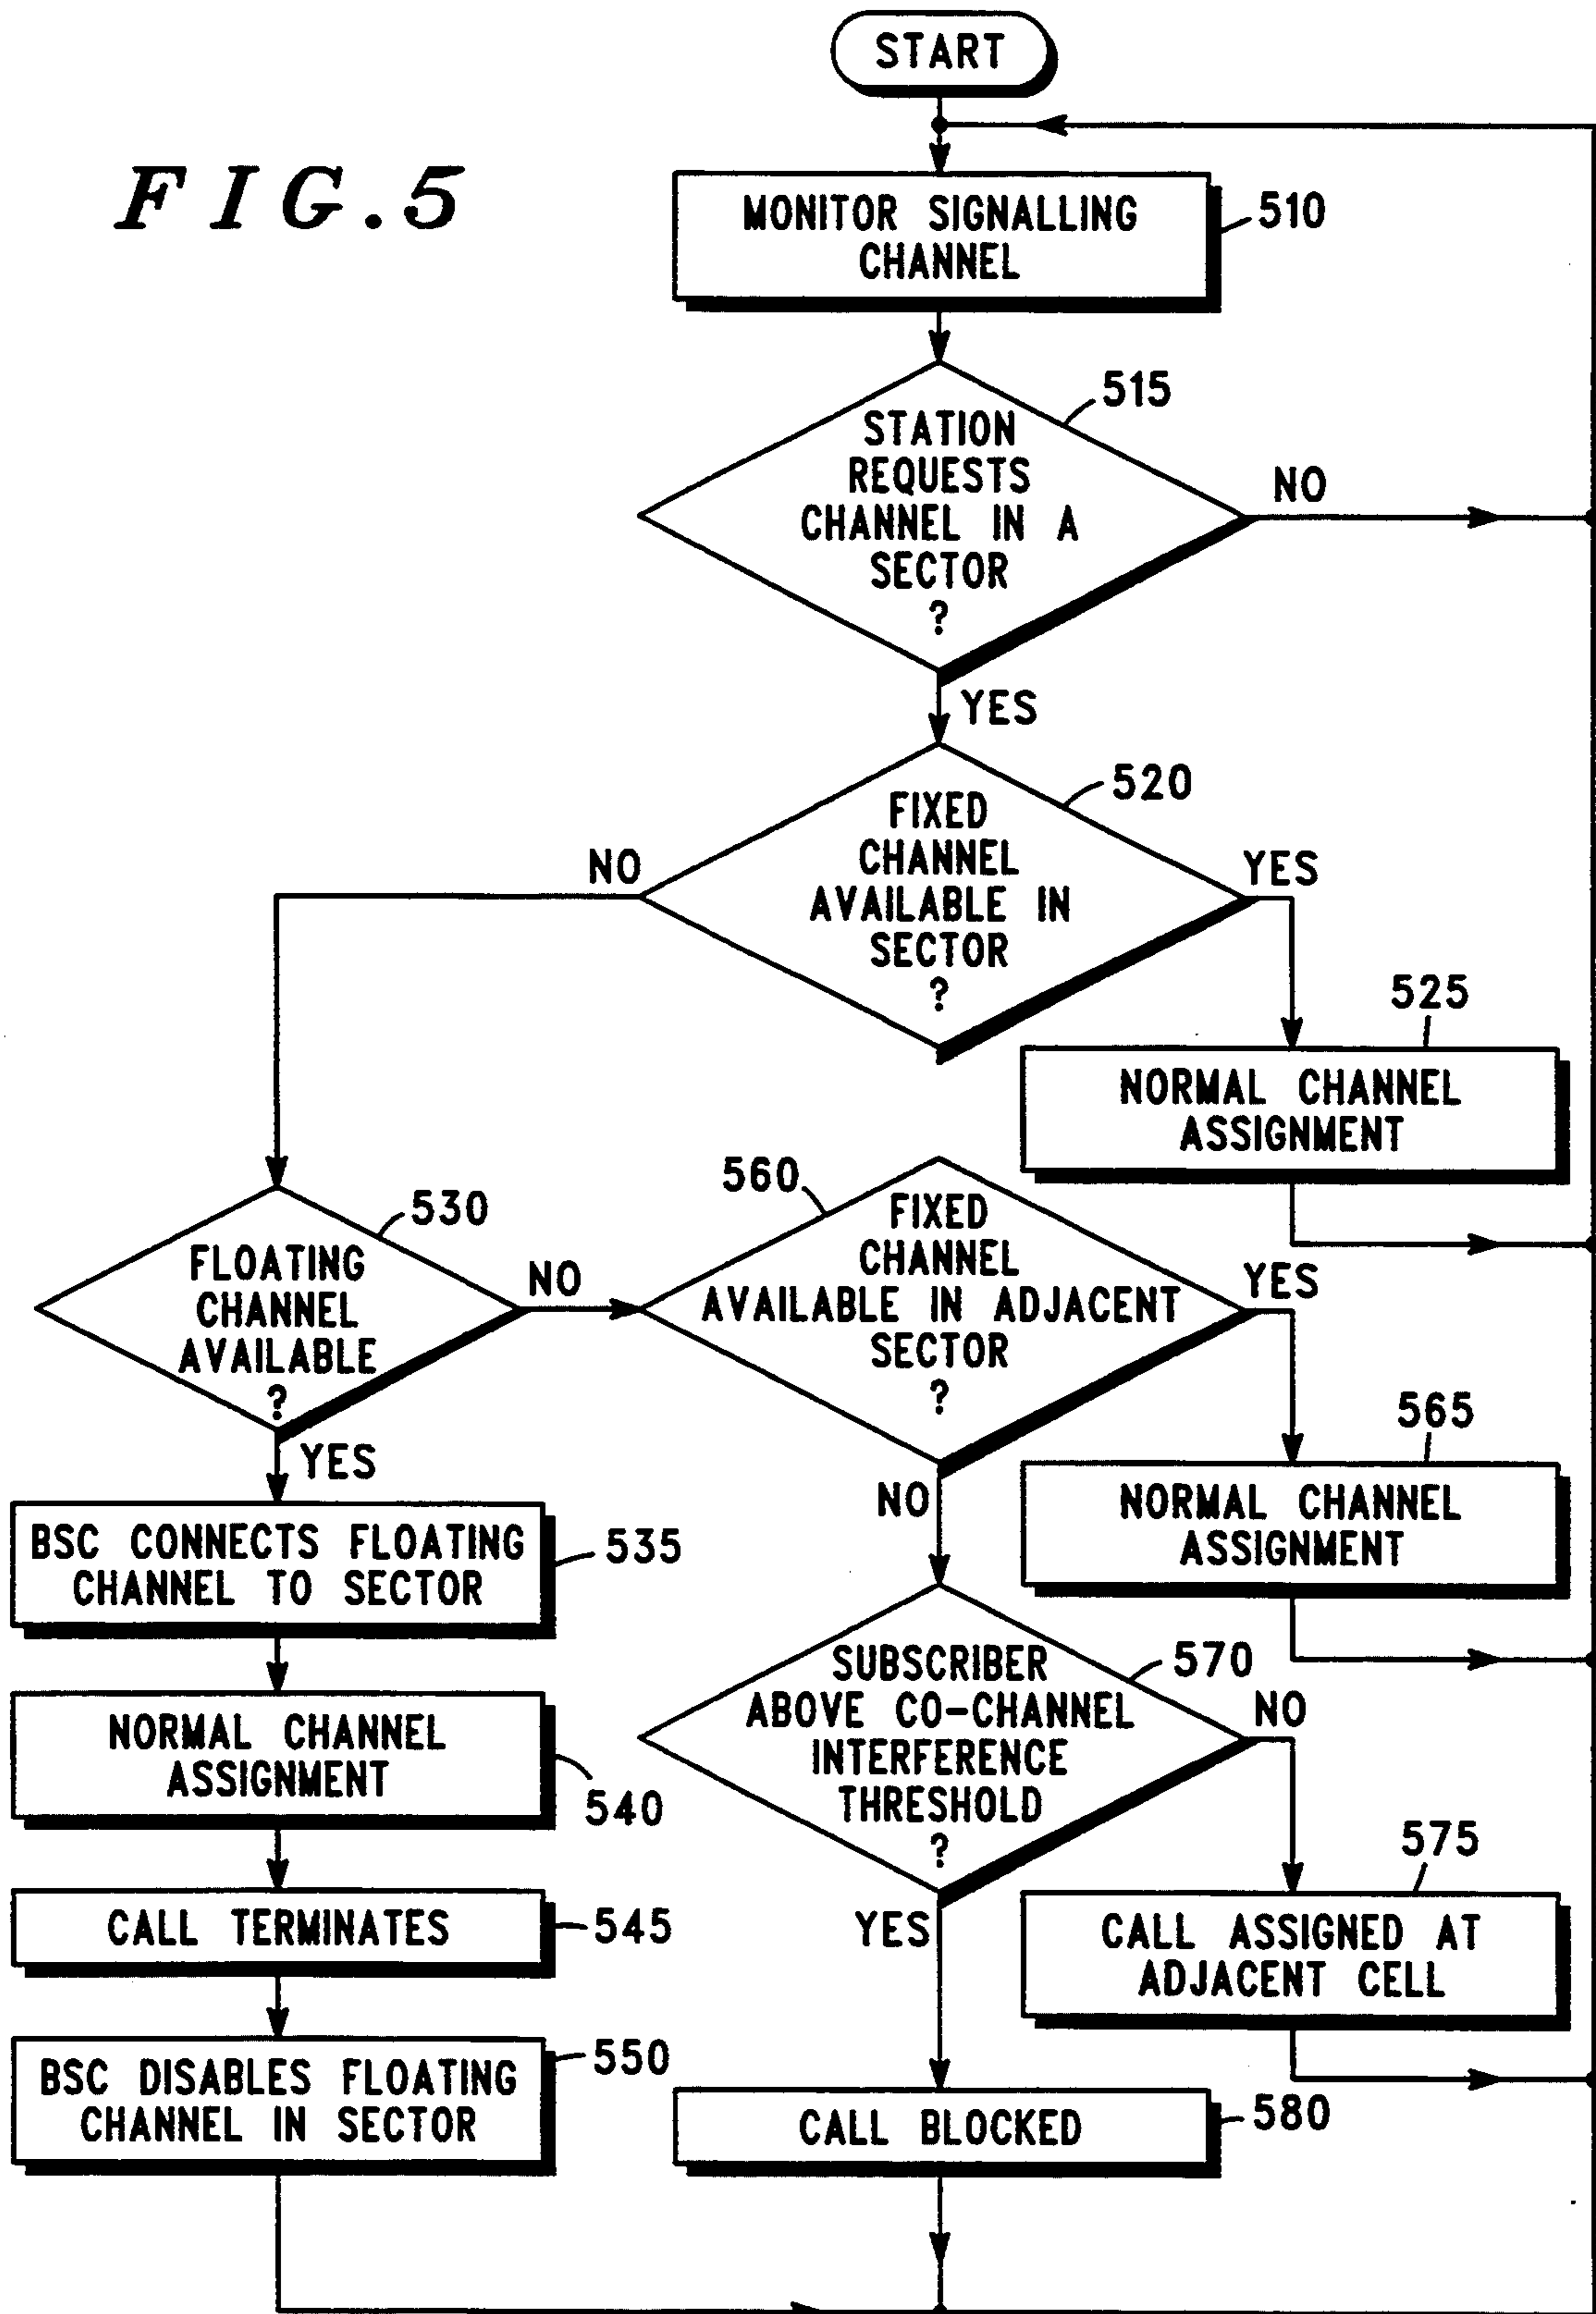 START
FIG.5
MONITOR SIGNALLING
CHANNEL
510
515
STATION
REQUESTS
CHANNEL IN A
SECTOR
?
NO
YES
520
FIXED
CHANNEL
AVAILABLE IN
SECTOR
?
NO
YES
525
NORMAL CHANNEL
ASSIGNMENT
530
FLOATING
CHANNEL
AVAILABLE
?
NO
YES
560
FIXED
CHANNEL
AVAILABLE IN ADJACENT
SECTOR
?
YES
NO
565
NORMAL CHANNEL
ASSIGNMENT
BSC CONNECTS FLOATING
CHANNEL TO SECTOR
535
NORMAL CHANNEL
ASSIGNMENT
540
570
SUBSCRIBER
ABOVE CO-CHANNEL
INTERFERENCE
THRESHOLD
?
NO
YES
575
CALL ASSIGNED AT
ADJACENT CELL
CALL TERMINATES
545
BSC DISABLES FLOATING
CHANNEL IN SECTOR
550
CALL BLOCKED
580